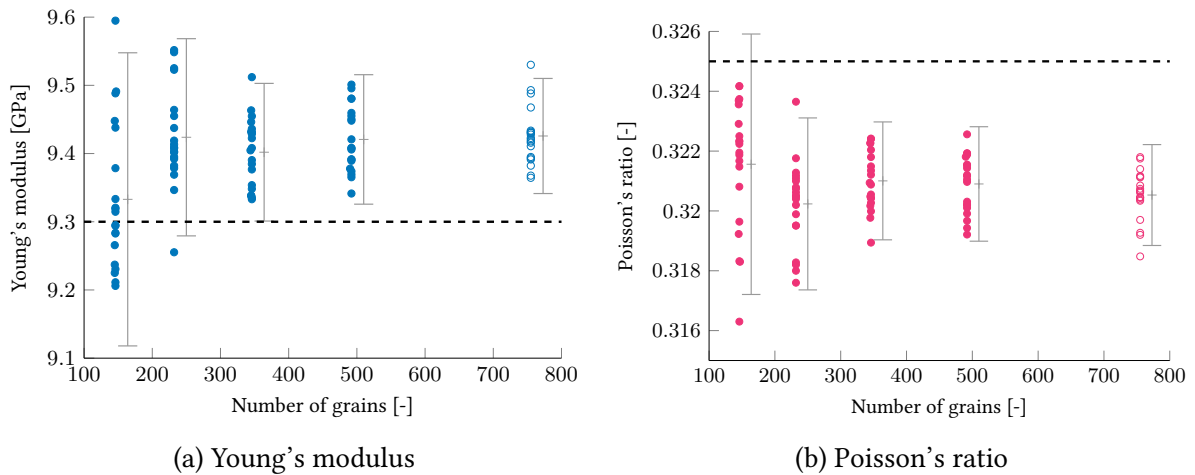 9.6
9.5
9.4
9.3
9.2
9.1
Young's modulus [GPa]
100 200 300 400 500 600 700 800
Number of grains [-]
(a) Young's modulus
0.326
0.324
0.322
0.32
0.318
0.316
Poisson's ratio [-]
100 200 300 400 500 600 700 800
Number of grains [-]
(b) Poisson's ratio